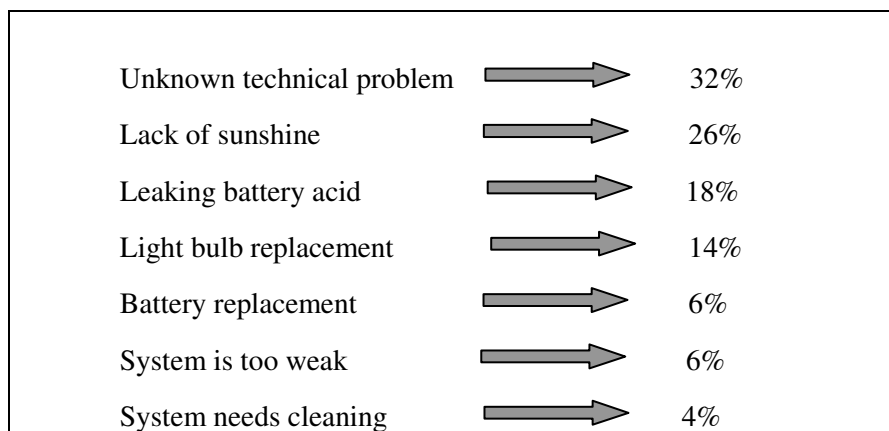 Unknown technical problem 32%
Lack of sunshine 26%
Leaking battery acid 18%
Light bulb replacement 14%
Battery replacement 6%
System is too weak 6%
System needs cleaning 4%